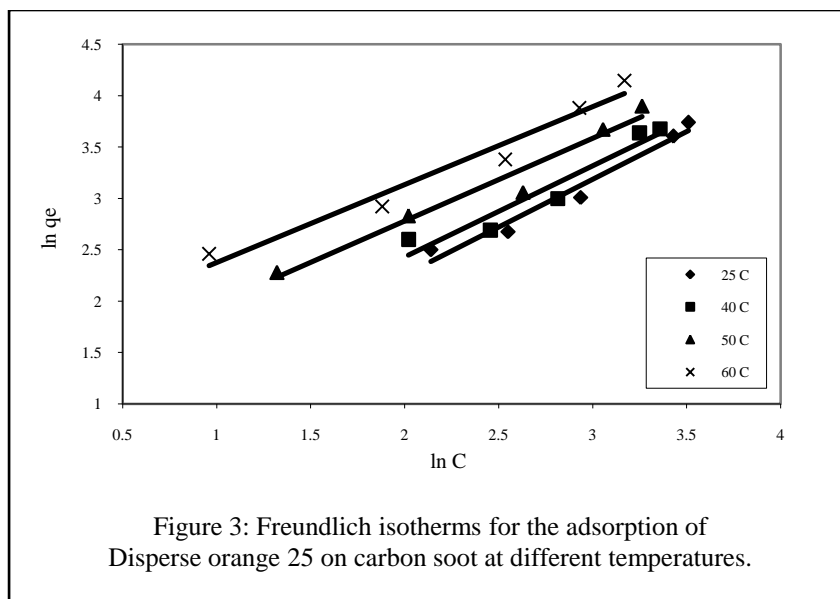 4.5
4
3.5
3
2.5
2
1.5
1
ln qe
0.5 1 1.5 2 2.5 3 3.5 4
ln C
25 C
40 C
50 C
60 C
Figure 3: Freundlich isotherms for the adsorption of
Disperse orange 25 on carbon soot at different temperatures.